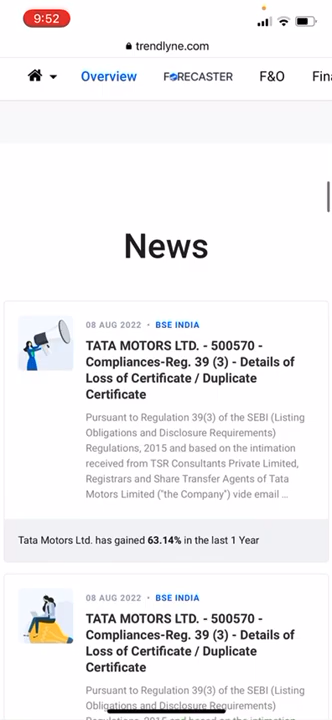 9:52
trendlyne.com
Overview FORECASTER F&O Fin
News
08 AUG 2022 • BSE INDIA
TATA MOTORS LTD. - 500570 -
Compliances-Reg. 39 (3) - Details of
Loss of Certificate / Duplicate
Certificate
Pursuant to Regulation 39(3) of the SEBI (Listing
Obligations and Disclosure Requirements)
Regulations, 2015 and based on the intimation
received from TSR Consultants Private Limited,
Registrars and Share Transfer Agents of Tata
Motors Limited ("the Company") vide email ...
Tata Motors Ltd. has gained 63.14% in the last 1 Year
08 AUG 2022 • BSE INDIA
TATA MOTORS LTD. - 500570 -
Compliances-Reg. 39 (3) - Details of
Loss of Certificate / Duplicate
Certificate
Pursuant to Regulation 39(3) of the SEBI (Listing
Obligations and Disclosure Requirements)